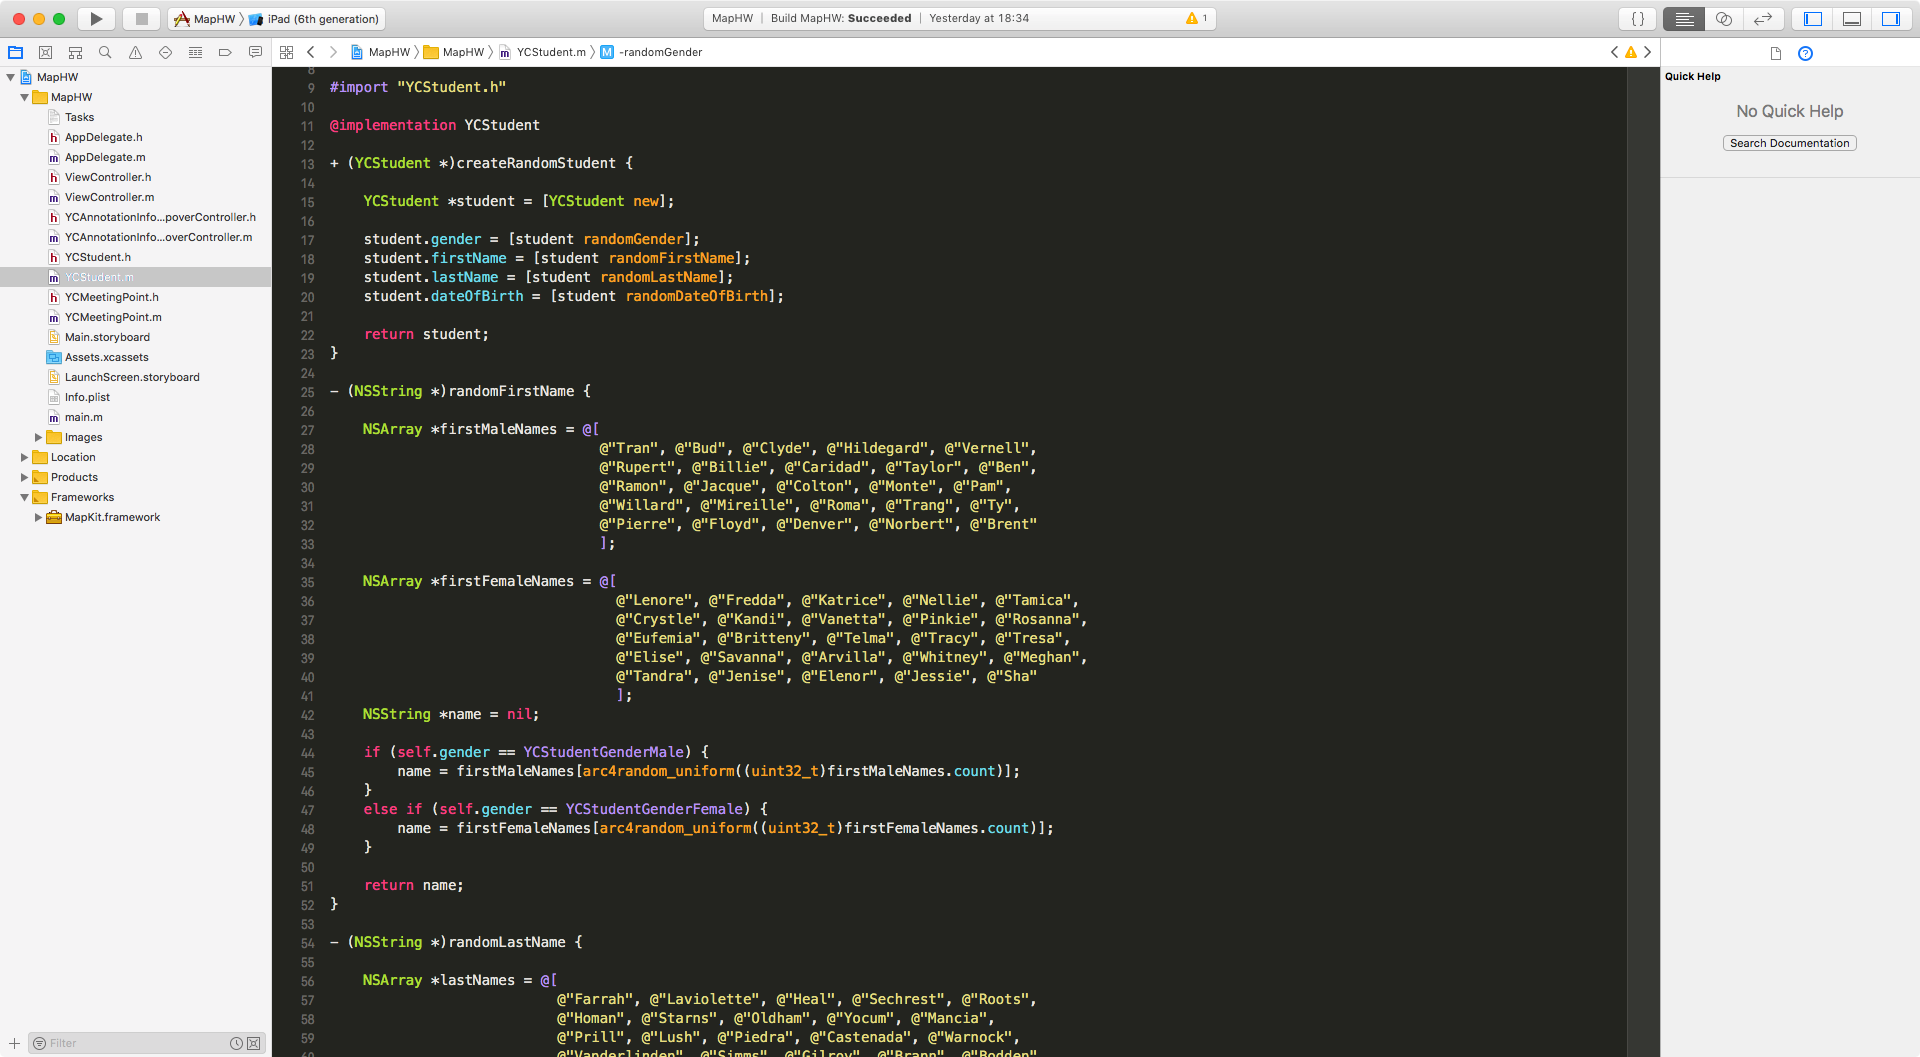 MapHW 〉 iPad (6th generation)
MapHW | Build MapHW: Succeeded | Yesterday at 18:34
1
{ }
MapHW 〉 MapHW 〉 YCStudent.m 〉 M -randomGender
MapHW
MapHW
Tasks
AppDelegate.h
AppDelegate.m
ViewController.h
ViewController.m
YCAnnotationInfo...poverController.h
YCAnnotationInfo...overController.m
YCStudent.h
YCStudent.m
YCMeetingPoint.h
YCMeetingPoint.m
Main.storyboard
Assets.xcassets
LaunchScreen.storyboard
Info.plist
main.m
Images
Location
Products
Frameworks
MapKit.framework
Filter
8
9 #import "YCStudent.h"
10
11 @implementation YCStudent
12
13 + (YCStudent *)createRandomStudent {
14
15 YCStudent *student = [YCStudent new];
16
17 student.gender = [student randomGender];
18 student.firstName = [student randomFirstName];
19 student.lastName = [student randomLastName];
20 student.dateOfBirth = [student randomDateOfBirth];
21
22 return student;
23 }
24
25 - (NSString *)randomFirstName {
26
27 NSArray *firstMaleNames = @[
28 @"Tran", @"Bud", @"Clyde", @"Hildegard", @"Vernell",
29 @"Rupert", @"Billie", @"Caridad", @"Taylor", @"Ben",
30 @"Ramon", @"Jacque", @"Colton", @"Monte", @"Pam",
31 @"Willard", @"Mireille", @"Roma", @"Trang", @"Ty",
32 @"Pierre", @"Floyd", @"Denver", @"Norbert", @"Brent"
33 ];
34
35 NSArray *firstFemaleNames = @[
36 @"Lenore", @"Fredda", @"Katrice", @"Nellie", @"Tamica",
37 @"Crystle", @"Kandi", @"Vanetta", @"Pinkie", @"Rosanna",
38 @"Eufemia", @"Britteny", @"Telma", @"Tracy", @"Tresa",
39 @"Elise", @"Savanna", @"Arvilla", @"Whitney", @"Meghan",
40 @"Tandra", @"Jenise", @"Elenor", @"Jessie", @"Sha"
41 ];
42 NSString *name = nil;
43
44 if (self.gender == YCStudentGenderMale) {
45 name = firstMaleNames[arc4random_uniform((uint32_t)firstMaleNames.count)];
46 }
47 else if (self.gender == YCStudentGenderFemale) {
48 name = firstFemaleNames[arc4random_uniform((uint32_t)firstFemaleNames.count)];
49 }
50
51 return name;
52 }
53
54 - (NSString *)randomLastName {
55
56 NSArray *lastNames = @[
57 @"Farrah", @"Laviolette", @"Heal", @"Sechrest", @"Roots",
58 @"Homan", @"Starns", @"Oldham", @"Yocum", @"Mancia",
59 @"Prill", @"Lush", @"Piedra", @"Castenada", @"Warnock",
60 @"Vanderlinden", @"Simms", @"Gilroy", @"Brann", @"Bodden"
Quick Help
No Quick Help
Search Documentation